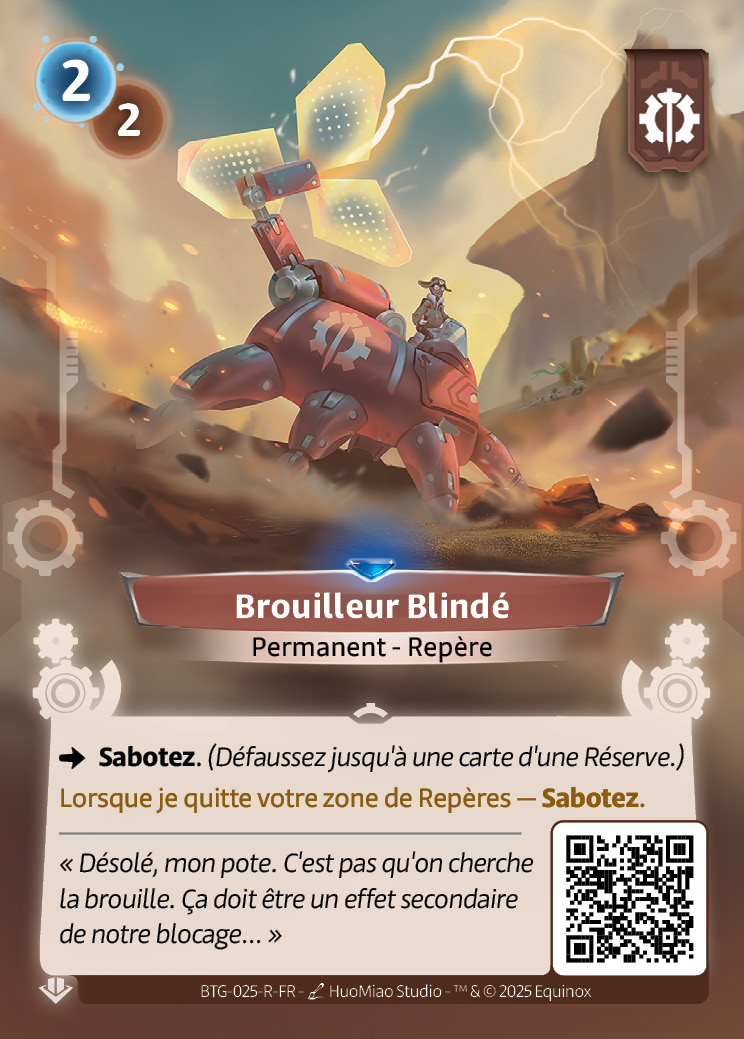 2
2
Brouilleur Blindé
Permanent - Repère
Sabotez. (Défaussez jusqu'à une carte d'une Réserve.)
Lorsque je quitte votre zone de Repères — Sabotez.
« Désolé, mon pote. C'est pas qu'on cherche
la brouille. Ça doit être un effet secondaire
de notre blocage... »
BTG-025-R-FR - HuoMiao Studio - ™ & © 2025 Equinox